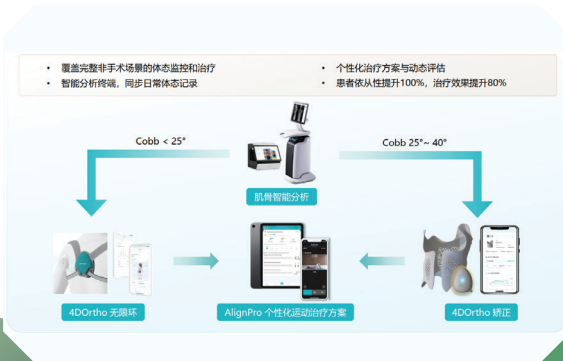 • 覆盖完整非手术场景的体态监控和治疗
• 智能分析终端，同步日常体态记录
• 个性化治疗方案与动态评估
• 患者依从性提升100%，治疗效果提升80%
Cobb < 25°
Cobb 25°~ 40°
肌骨智能分析
4DOrtho 无限环
AlignPro 个性化运动治疗方案
4DOrtho 矫正